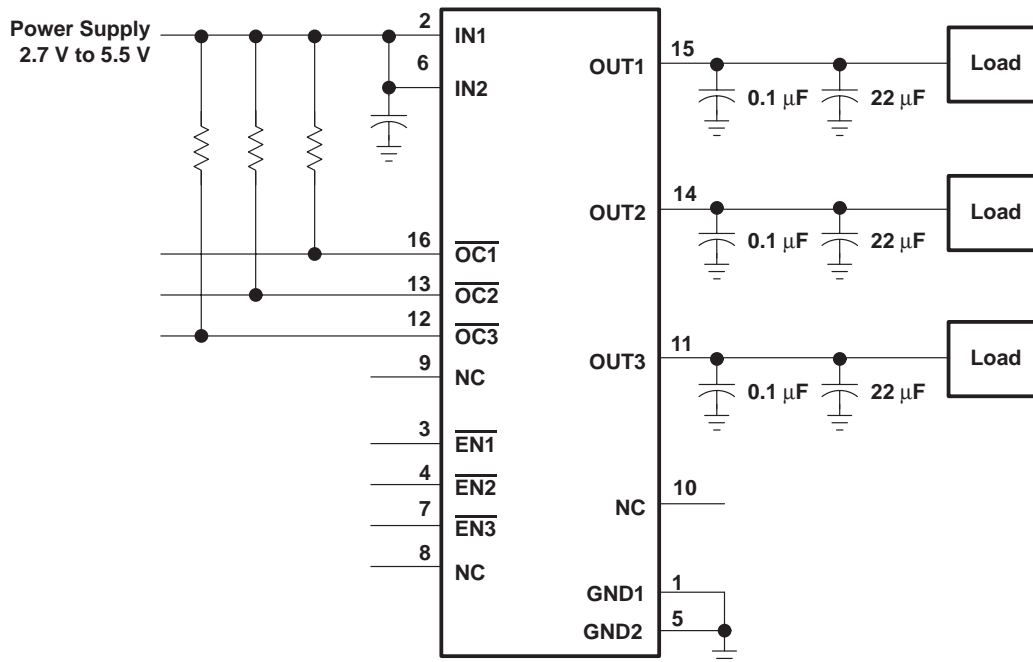 Power Supply
2.7 V to 5.5 V
2
IN1
6
IN2
16
OC1
13
OC2
12
OC3
9
NC
3
EN1
4
EN2
7
EN3
8
NC
OUT1
15
0.1 μF
22 μF
Load
OUT2
14
0.1 μF
22 μF
Load
OUT3
11
0.1 μF
22 μF
Load
NC
10
GND1
1
GND2
5